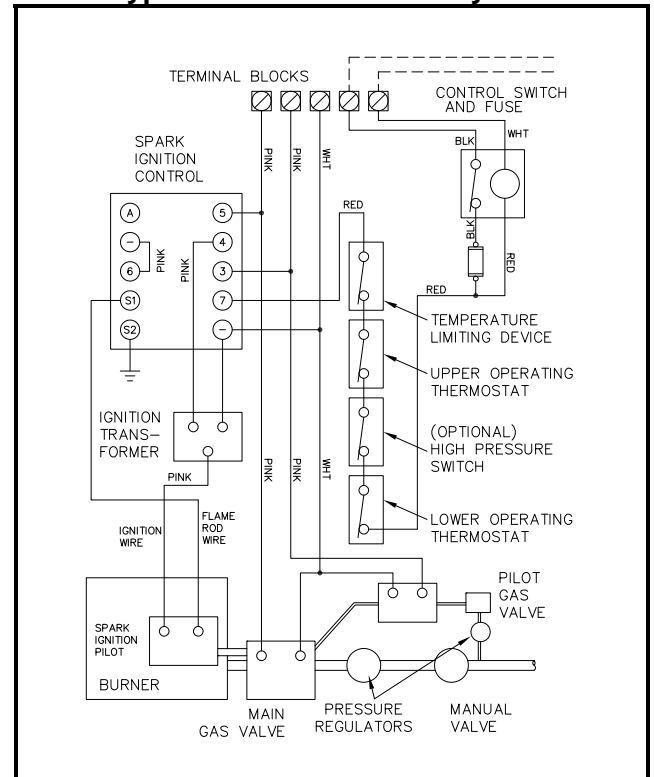 TERMINAL BLOCKS
CONTROL SWITCH
AND FUSE
BLK
WHT
SPARK
IGNITION
CONTROL
PINK
PINK
WHT
RED
A
5
–
4
6
3
S1
7
S2
–
PINK
PINK
BLK
RED
RED
TEMPERATURE
LIMITING DEVICE
UPPER OPERATING
THERMOSTAT
(OPTIONAL)
HIGH PRESSURE
SWITCH
LOWER OPERATING
THERMOSTAT
IGNITION
TRANS–
FORMER
PINK
PINK
PINK
WHT
IGNITION
WIRE
FLAME
ROD
WIRE
PILOT
GAS
VALVE
SPARK
IGNITION
PILOT
BURNER
MAIN
GAS VALVE
PRESSURE
REGULATORS
MANUAL
VALVE